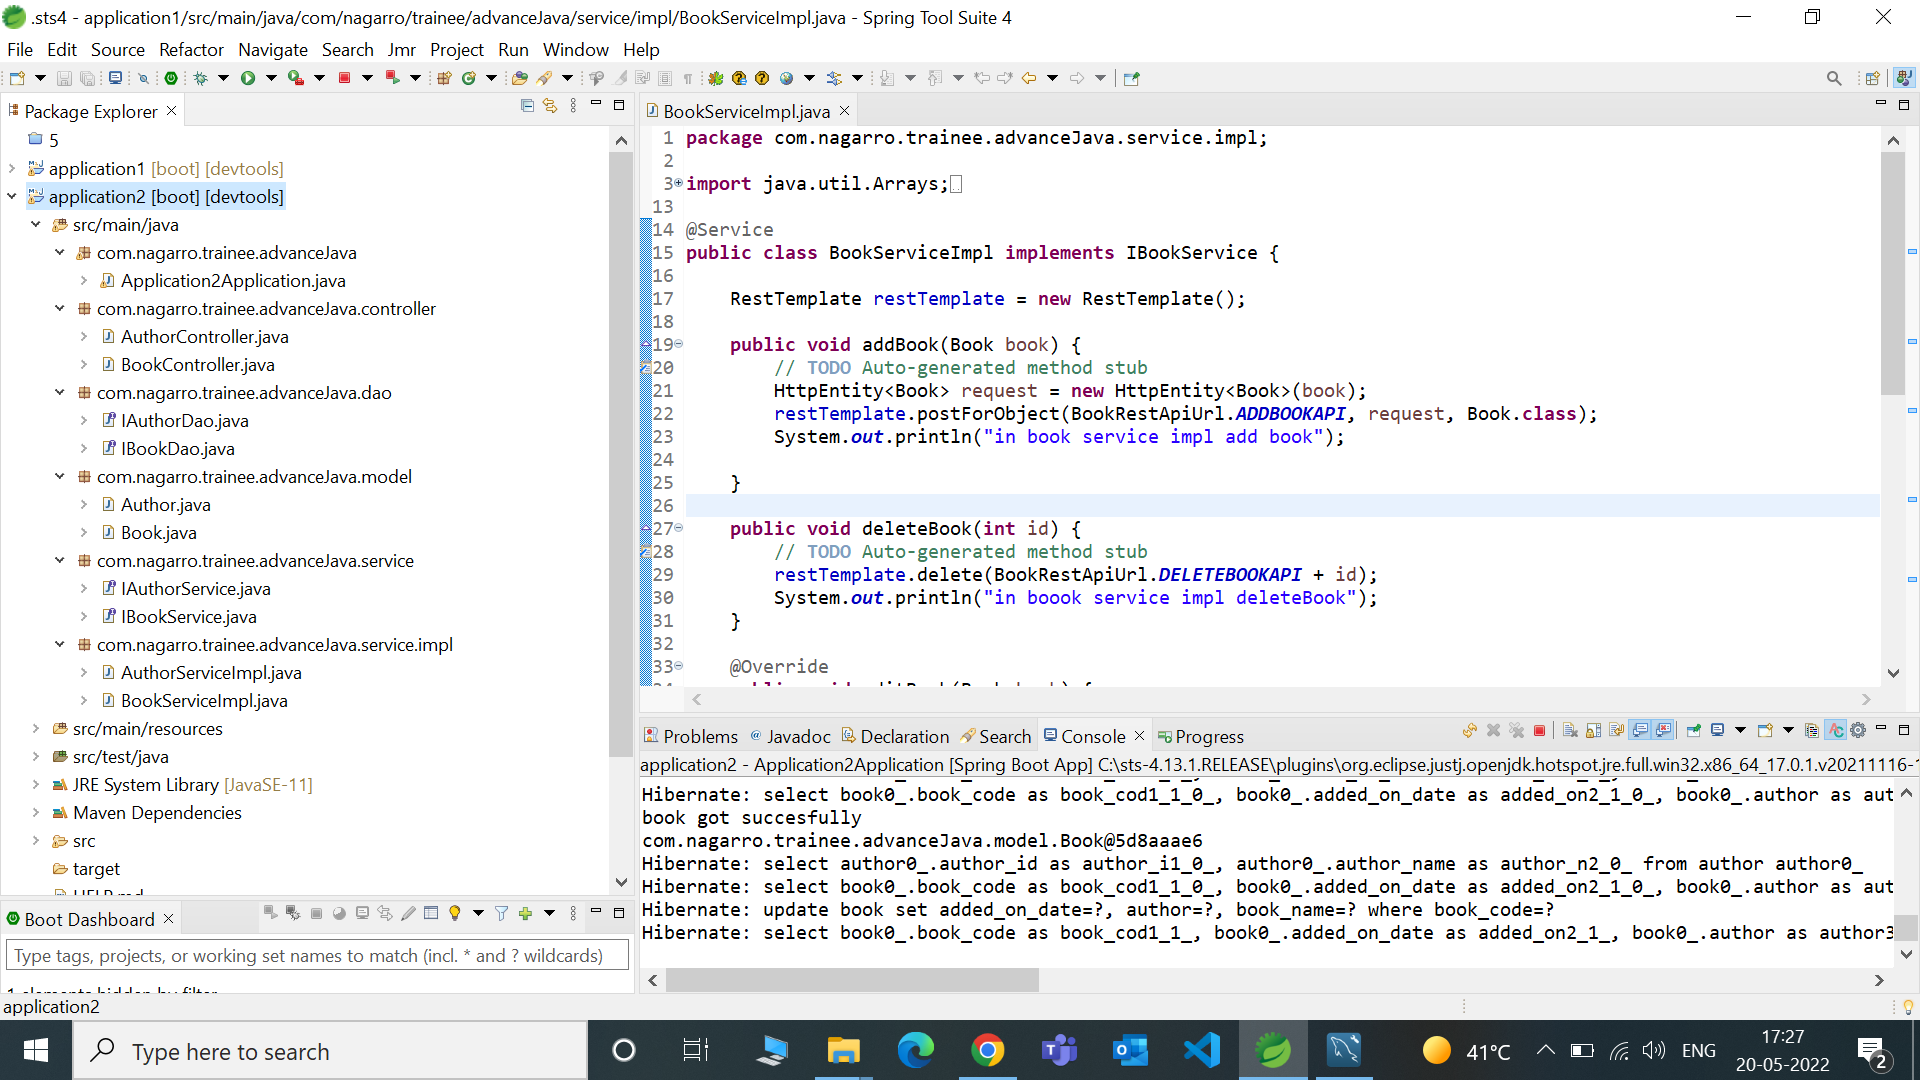 .sts4 - application1/src/main/java/com/nagarro/trainee/advanceJava/service/impl/BookServiceImpl.java - Spring Tool Suite 4
File Edit Source Refactor Navigate Search Jmr Project Run Window Help
Package Explorer
5
application1 [boot] [devtools]
application2 [boot] [devtools]
src/main/java
com.nagarro.trainee.advanceJava
Application2Application.java
com.nagarro.trainee.advanceJava.controller
AuthorController.java
BookController.java
com.nagarro.trainee.advanceJava.dao
IAuthorDao.java
IBookDao.java
com.nagarro.trainee.advanceJava.model
Author.java
Book.java
com.nagarro.trainee.advanceJava.service
IAuthorService.java
IBookService.java
com.nagarro.trainee.advanceJava.service.impl
AuthorServiceImpl.java
BookServiceImpl.java
src/main/resources
src/test/java
JRE System Library [JavaSE-11]
Maven Dependencies
src
target
HELP.md
Boot Dashboard
Type tags, projects, or working set names to match (incl. * and ? wildcards)
1 elements hidden by filter
application2
BookServiceImpl.java
1 package com.nagarro.trainee.advanceJava.service.impl;
2
3 import java.util.Arrays;
13
14 @Service
15 public class BookServiceImpl implements IBookService {
16
17 RestTemplate restTemplate = new RestTemplate();
18
19 public void addBook(Book book) {
20 // TODO Auto-generated method stub
21 HttpEntity<Book> request = new HttpEntity<Book>(book);
22 restTemplate.postForObject(BookRestApiUrl.ADDBOOKAPI, request, Book.class);
23 System.out.println("in book service impl add book");
24
25 }
26
27 public void deleteBook(int id) {
28 // TODO Auto-generated method stub
29 restTemplate.delete(BookRestApiUrl.DELETEBOOKAPI + id);
30 System.out.println("in boook service impl deleteBook");
31 }
32
33 @Override
Problems Javadoc Declaration Search Console Progress
application2 - Application2Application [Spring Boot App] C:\sts-4.13.1.RELEASE\plugins\org.eclipse.justj.openjdk.hotspot.jre.full.win32.x86_64_17.0.1.v20211116-1
Hibernate: select book0_.book_code as book_cod1_1_0_, book0_.added_on_date as added_on2_1_0_, book0_.author as aut
book got succesfully
com.nagarro.trainee.advanceJava.model.Book@5d8aaae6
Hibernate: select author0_.author_id as author_i1_0_, author0_.author_name as author_n2_0_ from author author0_
Hibernate: select book0_.book_code as book_cod1_1_0_, book0_.added_on_date as added_on2_1_0_, book0_.author as aut
Hibernate: update book set added_on_date=?, author=?, book_name=? where book_code=?
Hibernate: select book0_.book_code as book_cod1_1_, book0_.added_on_date as added_on2_1_, book0_.author as author3
Type here to search
41°C
ENG
17:27
20-05-2022
2